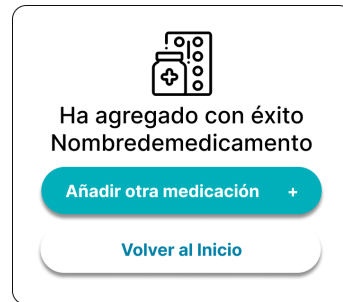 Ha agregado con éxito
Nombredemedicamento
Añadir otra medicación +
Volver al Inicio